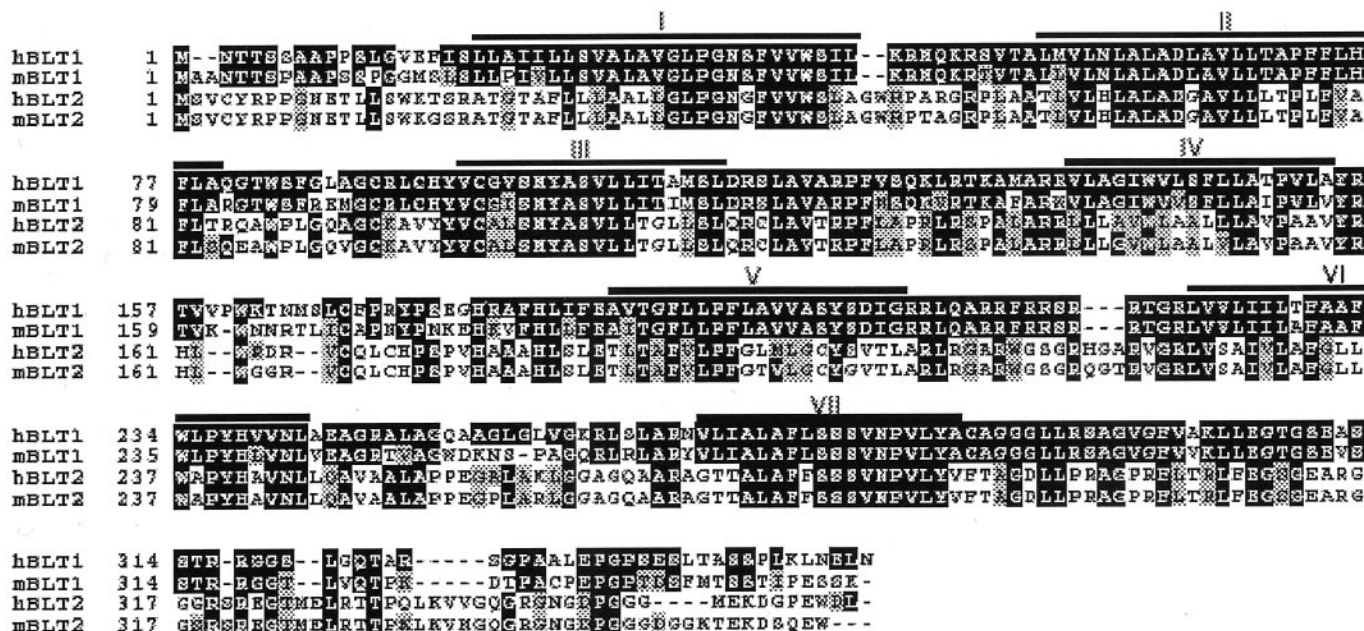 I II
hBLT1 1 M--NTTSSAAPPSLGVEFISLLAIILLSVALAVGLPGNSFVVWSIL--KRMQKRSVTALMVLNLALADLAVLLTAPFFLH
mBLT1 1 MAANTTSPAAPSSPGGMSLSLLPIVLLSVALAVGLPGNSFVVWSIL--KRMQKRTVTALLVLNLALADLAVLLTAPFFLH
hBLT2 1 MSVCYRPPGNETLLSWKTSRATGTAFLLLAALLGLPGNGFVVWSLAGWRPARGRPLAATLVLHLALADGAVLLLTPLFVA
mBLT2 1 MSVCYRPPGNETLLSWKGSRATGTAFLLLAALLGLPGNGFVVWSLAGWRPTAGRPLAATLVLHLALADGAVLLLTPLFVA
III IV
hBLT1 77 FLAQGTWSFGLAGCRLCHYVCGVSMYASVLLITAMSLDRSLAVARPFVSQKLRTKAMARRVLAGIWVLSFLLATPVLAYR
mBLT1 79 FLARGTWSFREMGCRLCHYVCGISMYASVLLITIMSLDRSLAVARPFMSQKVRTKAFARWVLAGIWVVSFLLAIPVLVYR
hBLT2 81 FLTRQAWPLGQAGCKAVYYVCALSMYASVLLTGLLSLQRCLAVTRPFLAPRLRSPALARRLLLAVWLAALLLAVPAAVYR
mBLT2 81 FLSQEAWPLGQVGCKAVYYVCALSMYASVLLTGLLSLQRCLAVTRPFLAPRLRSPALARRLLLGVWLAALVLAVPAAVYR
V VI
hBLT1 157 TVVPWKTNMSLCFPRYPSEGHRAFHLIFEAVTGFLLPFLAVVASYSDIGRRLQARRFRRSR---RTGRLVVLIILTFAAF
mBLT1 159 TVK-WNNRTLICAPNYPNKEHKVFHLLFEAITGFLLPFLAVVASYSDIGRRLQARRFRRSR---RTGRLVVLIILAFAAF
hBLT2 161 HL--WRDR--VCQLCHPSPVHAAAHLSLETLTAFVLPFGLMLGCYSVTLARLRGARWGSGRHGARVGRLVSAIVLAFGLL
mBLT2 161 HL--WGGR--VCQLCHPSPVHAAAHLSLETLTAFVLPFGTVLGCYGVTLARLRGARWGSGRQGTRVGRLVSAIVLAFGLL
VII
hBLT1 234 WLPYHVVNLAEAGRALAGQAAGLGLVGKRLSLARNVLIALAFLSSSVNPVLYACAGGGLLRSAGVGFVAKLLEGTGSEAS
mBLT1 235 WLPYHLVNLVEAGRTVAGWDKNS-PAGQRLRLARYVLIALAFLSSSVNPVLYACAGGGLLRSAGVGFVVKLLEGTGSEVS
hBLT2 237 WAPYHAVNLLQAVAALAPPEGALAKLGGAGQAARAGTTALAFFSSSVNPVLYVFTAGDLLPRAGPRFLTRLFEGSGEARG
mBLT2 237 WAPYHAVNLLQAVAALAPPEGPLARLGGAGQAARAGTTALAFFSSSVNPVLYVFTAGDLLPRAGPRFLTRLFEGSGEARG
hBLT1 314 STR-RGGS--LGQTAR-----SGPAALEPGPSESLTASSPLKLNELN
mBLT1 314 STR-RGGT--LVQTPK-----DTPACPEPGPTDSFMTSSTIPESSK-
hBLT2 317 GGRSREGTMELRTTPQLKVVGQGRGNGDPGGG----MEKDGPEWDL-
mBLT2 317 GSRSREGTMELRTTPKLKVMGQGRGNGDPGGGDGGKTEKDSQEW---